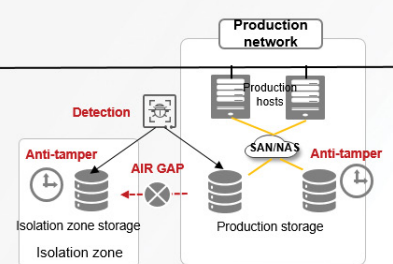 Production
network
Production
hosts
Detection
SAN/NAS
Anti-tamper
Anti-tamper
AIR GAP
Isolation zone storage
Production storage
Isolation zone